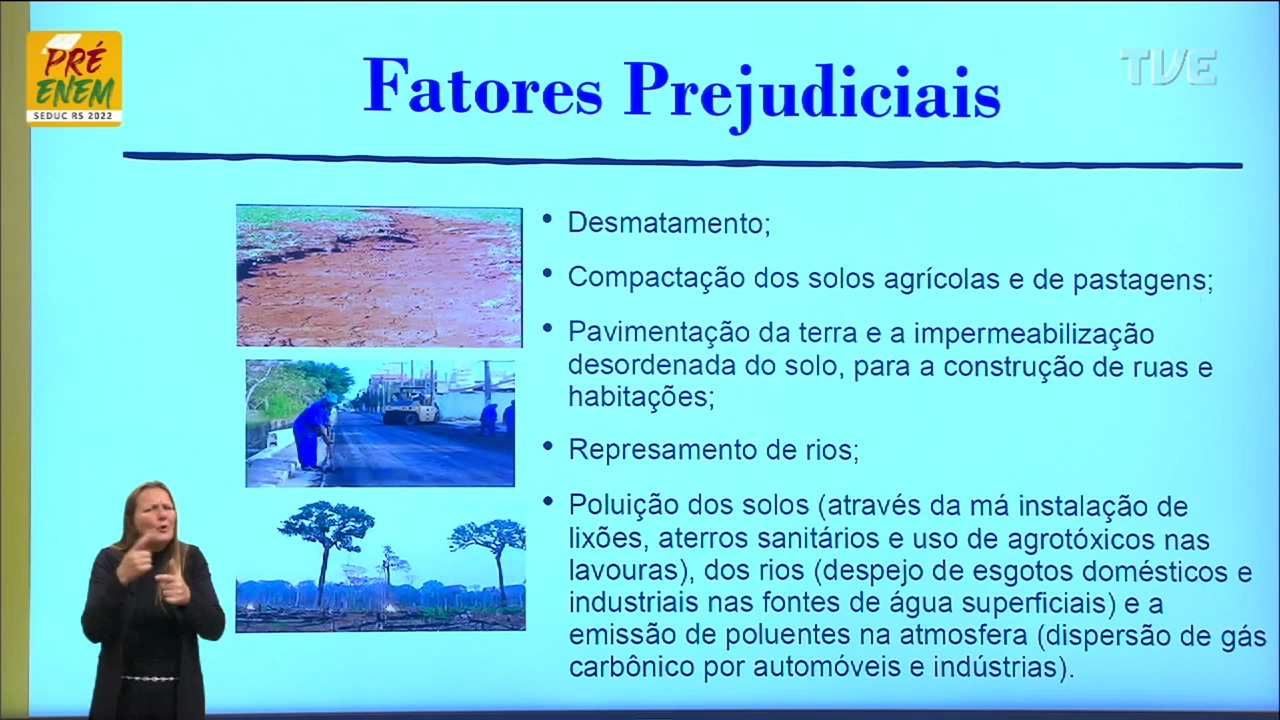 PRÉ
ENEM
SEDUC RS 2022
TVE
Fatores Prejudiciais
• Desmatamento;
• Compactação dos solos agrícolas e de pastagens;
• Pavimentação da terra e a impermeabilização
desordenada do solo, para a construção de ruas e
habitações;
• Represamento de rios;
• Poluição dos solos (através da má instalação de
lixões, aterros sanitários e uso de agrotóxicos nas
lavouras), dos rios (despejo de esgotos domésticos e
industriais nas fontes de água superficiais) e a
emissão de poluentes na atmosfera (dispersão de gás
carbônico por automóveis e indústrias).